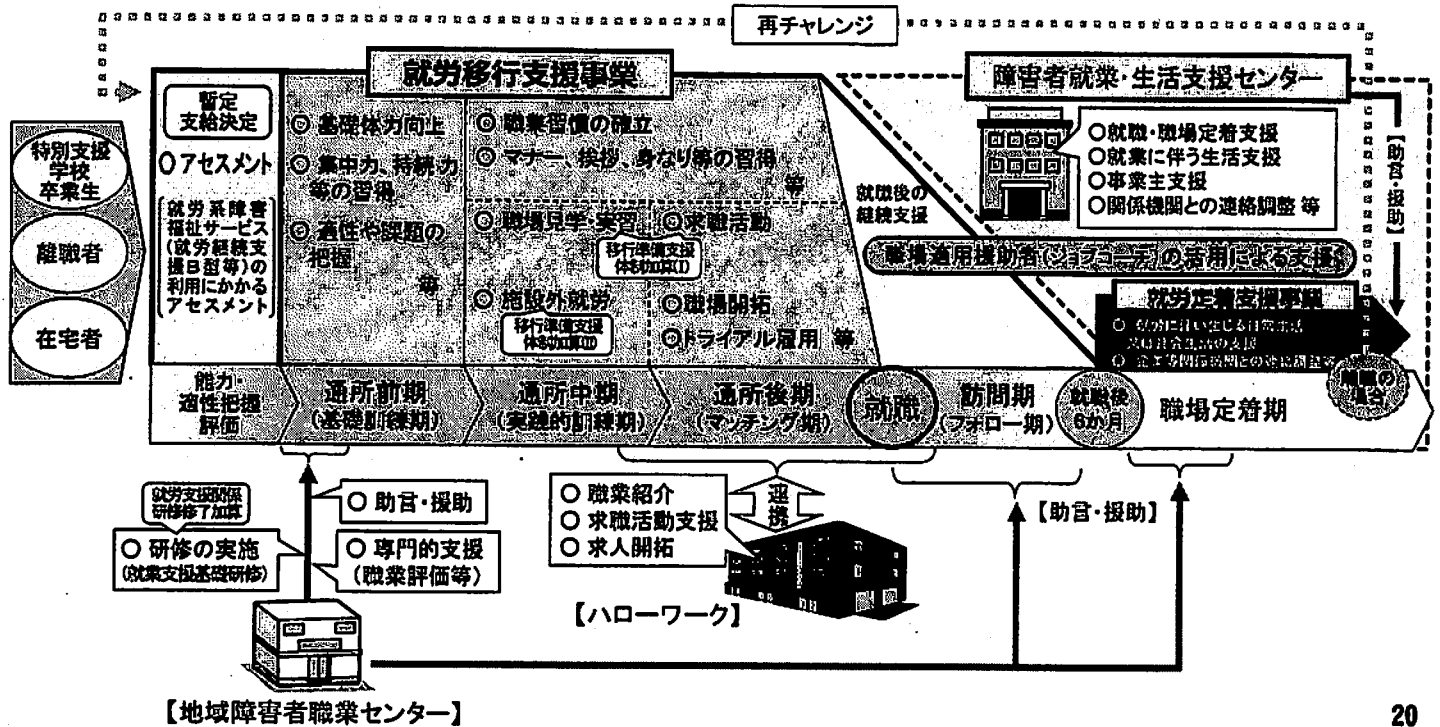 再チャレンジ
就労移行支援事業
障害者就業・生活支援センター
特別支援
学校
卒業生
離職者
在宅者
暫定
支給決定
○アセスメント
就労系障害
福祉サービス
(就労継続支
援B型等)の
利用にかかる
アセスメント
◎ 基礎体力向上
◎ 集中力、持続力
等の習得
◎ 適性や課題の
把握
等
◎ 職業習慣の確立
◎ マナー、挨拶、身なり等の習得
等
◎ 職場見学・実習
移行準備支援
体制加算(Ⅰ)
◎ 施設外就労
移行準備支援
体制加算(Ⅱ)
◎ 求職活動
◎ 職場開拓
◎トライアル雇用 等
就職後の
継続支援
○就職・職場定着支援
○就業に伴う生活支援
○事業主支援
○関係機関との連絡調整 等
【助言・援助】
職場適応援助者(ジョブコーチ)の活用による支援
就労定着支援事業
能力・
適性把握
評価
通所前期
(基礎訓練期)
通所中期
(実践的訓練期)
通所後期
(マッチング期)
就職
訪問期
(フォロー期)
就職後
6か月
職場定着期
離職の
場合
就労支援関係
研修修了加算
○ 研修の実施
(就業支援基礎研修)
○ 助言・援助
○ 専門的支援
(職業評価等)
【地域障害者職業センター】
○ 職業紹介
○ 求職活動支援
○ 求人開拓
連携
【ハローワーク】
【助言・援助】
20